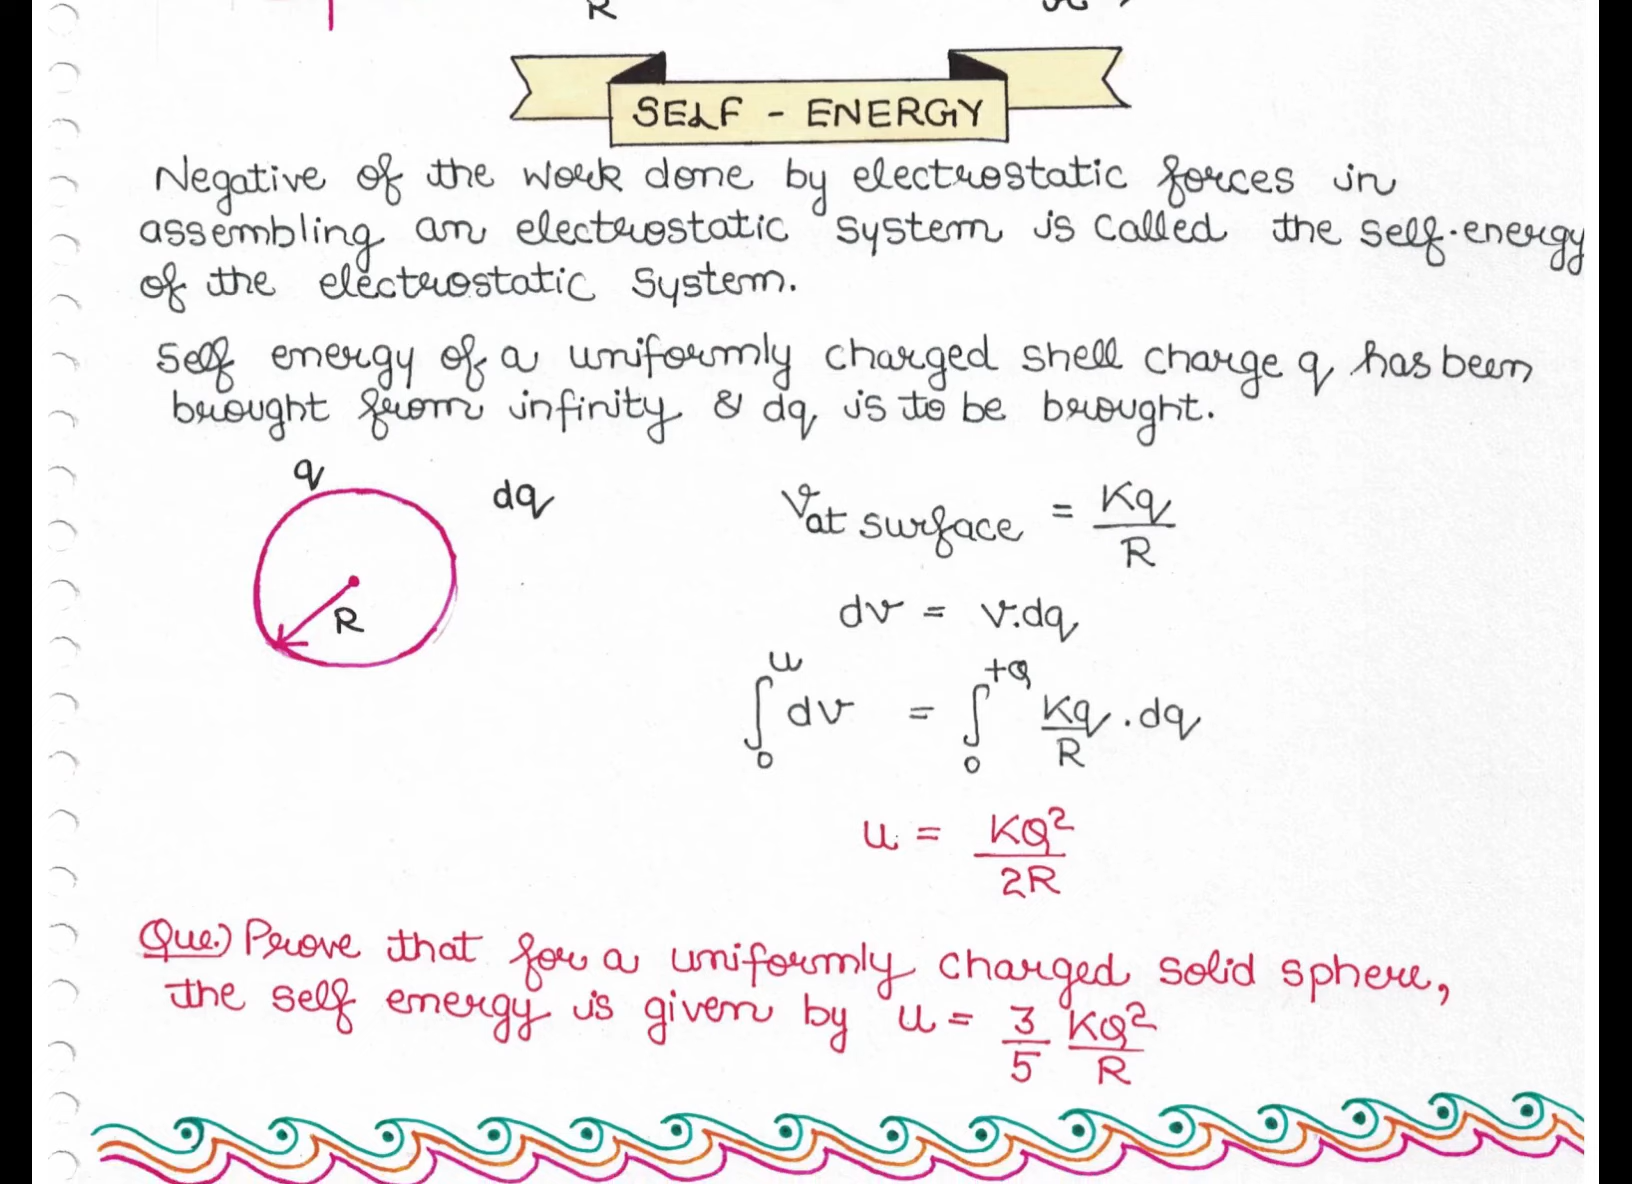 R
SELF - ENERGY
Negative of the work done by electrostatic forces in
assembling an electrostatic system is called the self-energy
of the electrostatic system.
Self energy of a uniformly charged shell charge q has been
brought from infinity & dq is to be brought.
q
dq
R
V at surface = Kq/R
dv = v.dq
∫₀ᵁ dv = ∫₀⁺Q Kq/R . dq
U = KQ²/2R
Que.) Prove that for a uniformly charged solid sphere,
the self energy is given by U = 3/5 KQ²/R